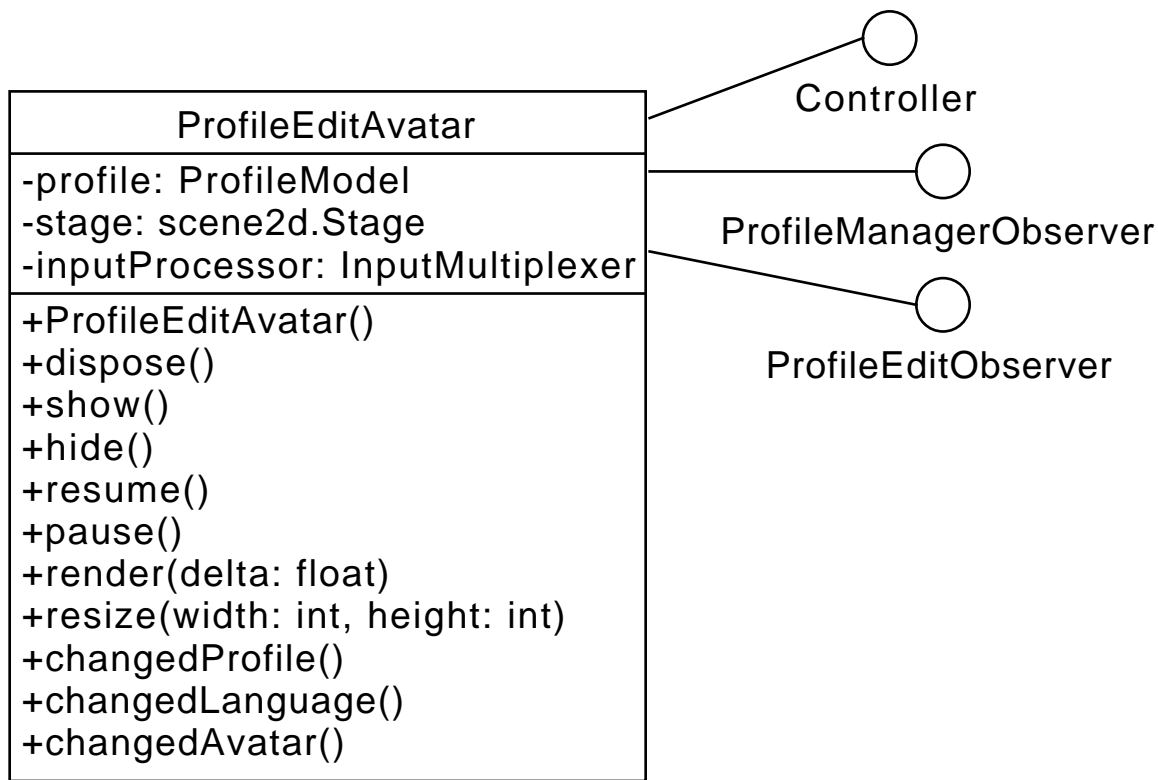 Controller
ProfileEditAvatar
-profile: ProfileModel
-stage: scene2d.Stage
-inputProcessor: InputMultiplexer
ProfileManagerObserver
ProfileEditObserver
+ProfileEditAvatar()
+dispose()
+show()
+hide()
+resume()
+pause()
+render(delta: float)
+resize(width: int, height: int)
+changedProfile()
+changedLanguage()
+changedAvatar()